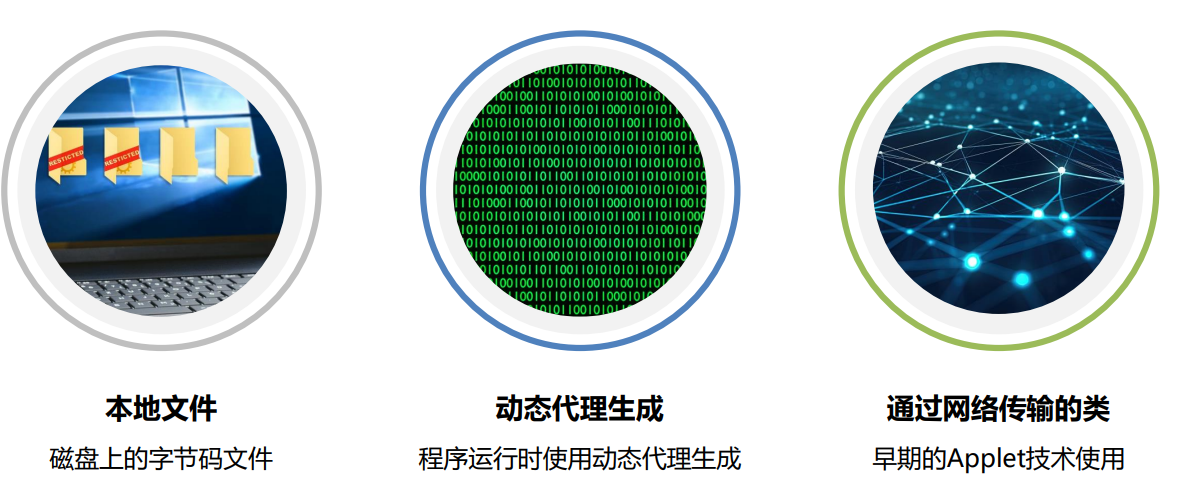 RESTICTED
RESTICTED
本地文件
磁盘上的字节码文件
动态代理生成
程序运行时使用动态代理生成
通过网络传输的类
早期的Applet技术使用